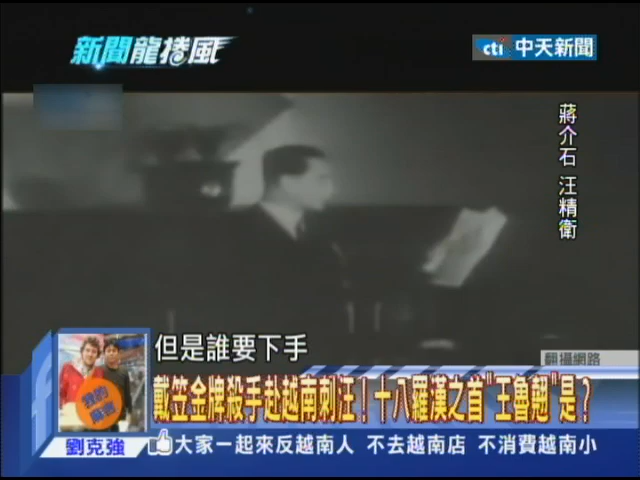 新聞龍捲風
cti 中天新聞
蔣介石 汪精衛
但是誰要下手
翻攝網路
戴笠金牌殺手赴越南刺汪！十八羅漢之首"王魯翹"是？
劉克強
大家一起來反越南人 不去越南店 不消費越南小